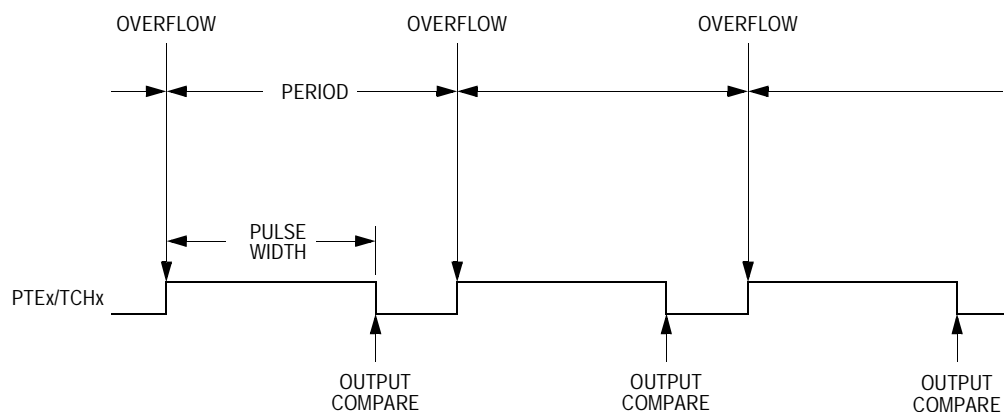 OVERFLOW
OVERFLOW
OVERFLOW
PERIOD
PULSE
WIDTH
PTEx/TCHx
OUTPUT
COMPARE
OUTPUT
COMPARE
OUTPUT
COMPARE